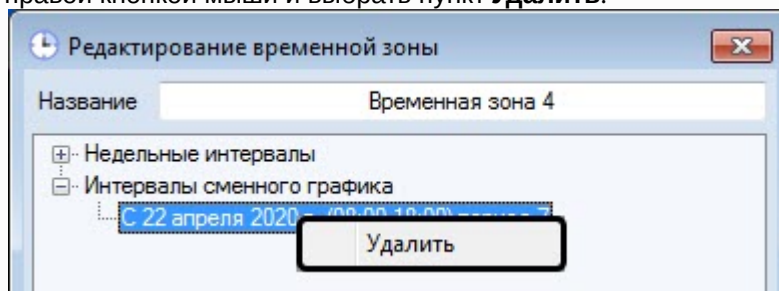 правой кнопкой мыши и выбрать пункт Удалить.
Редактирование временной зоны
Название Временная зона 4
Недельные интервалы
Интервалы сменного графика
С 22 апреля 2020
Удалить